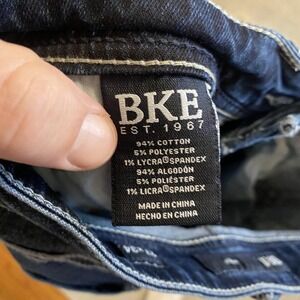 BKE
EST. 1967
94% COTTON
5% POLYESTER
1% LYCRA® SPANDEX
94% ALGODÓN
5% POLIÉSTER
1% LICRA® SPANDEX
MADE IN CHINA
HECHO EN CHINA